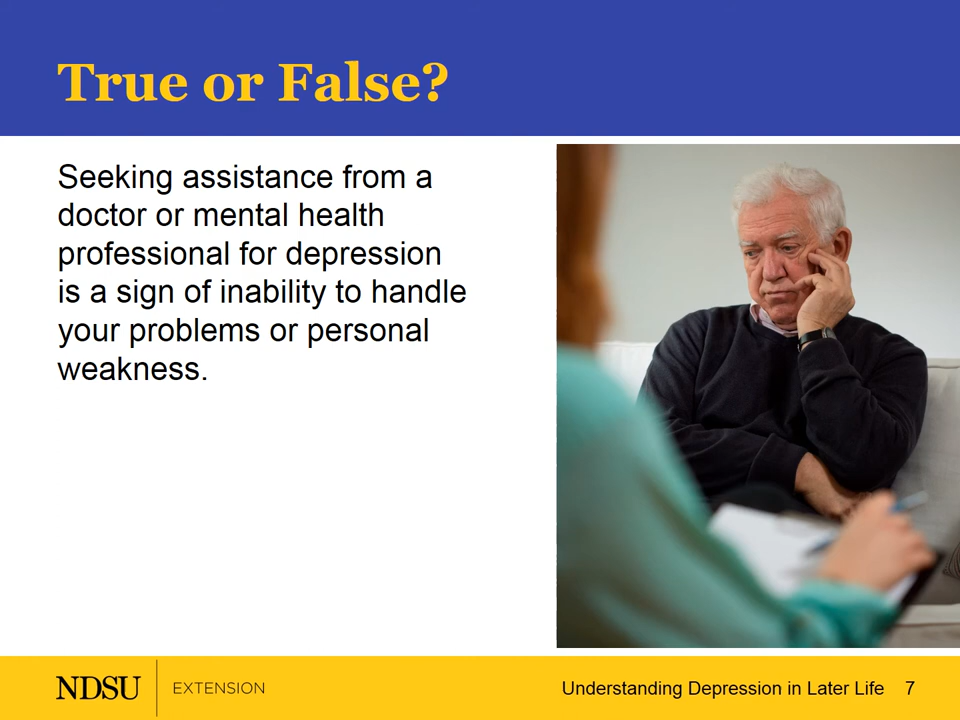 True or False?
Seeking assistance from a
doctor or mental health
professional for depression
is a sign of inability to handle
your problems or personal
weakness.
NDSU EXTENSION
Understanding Depression in Later Life 7